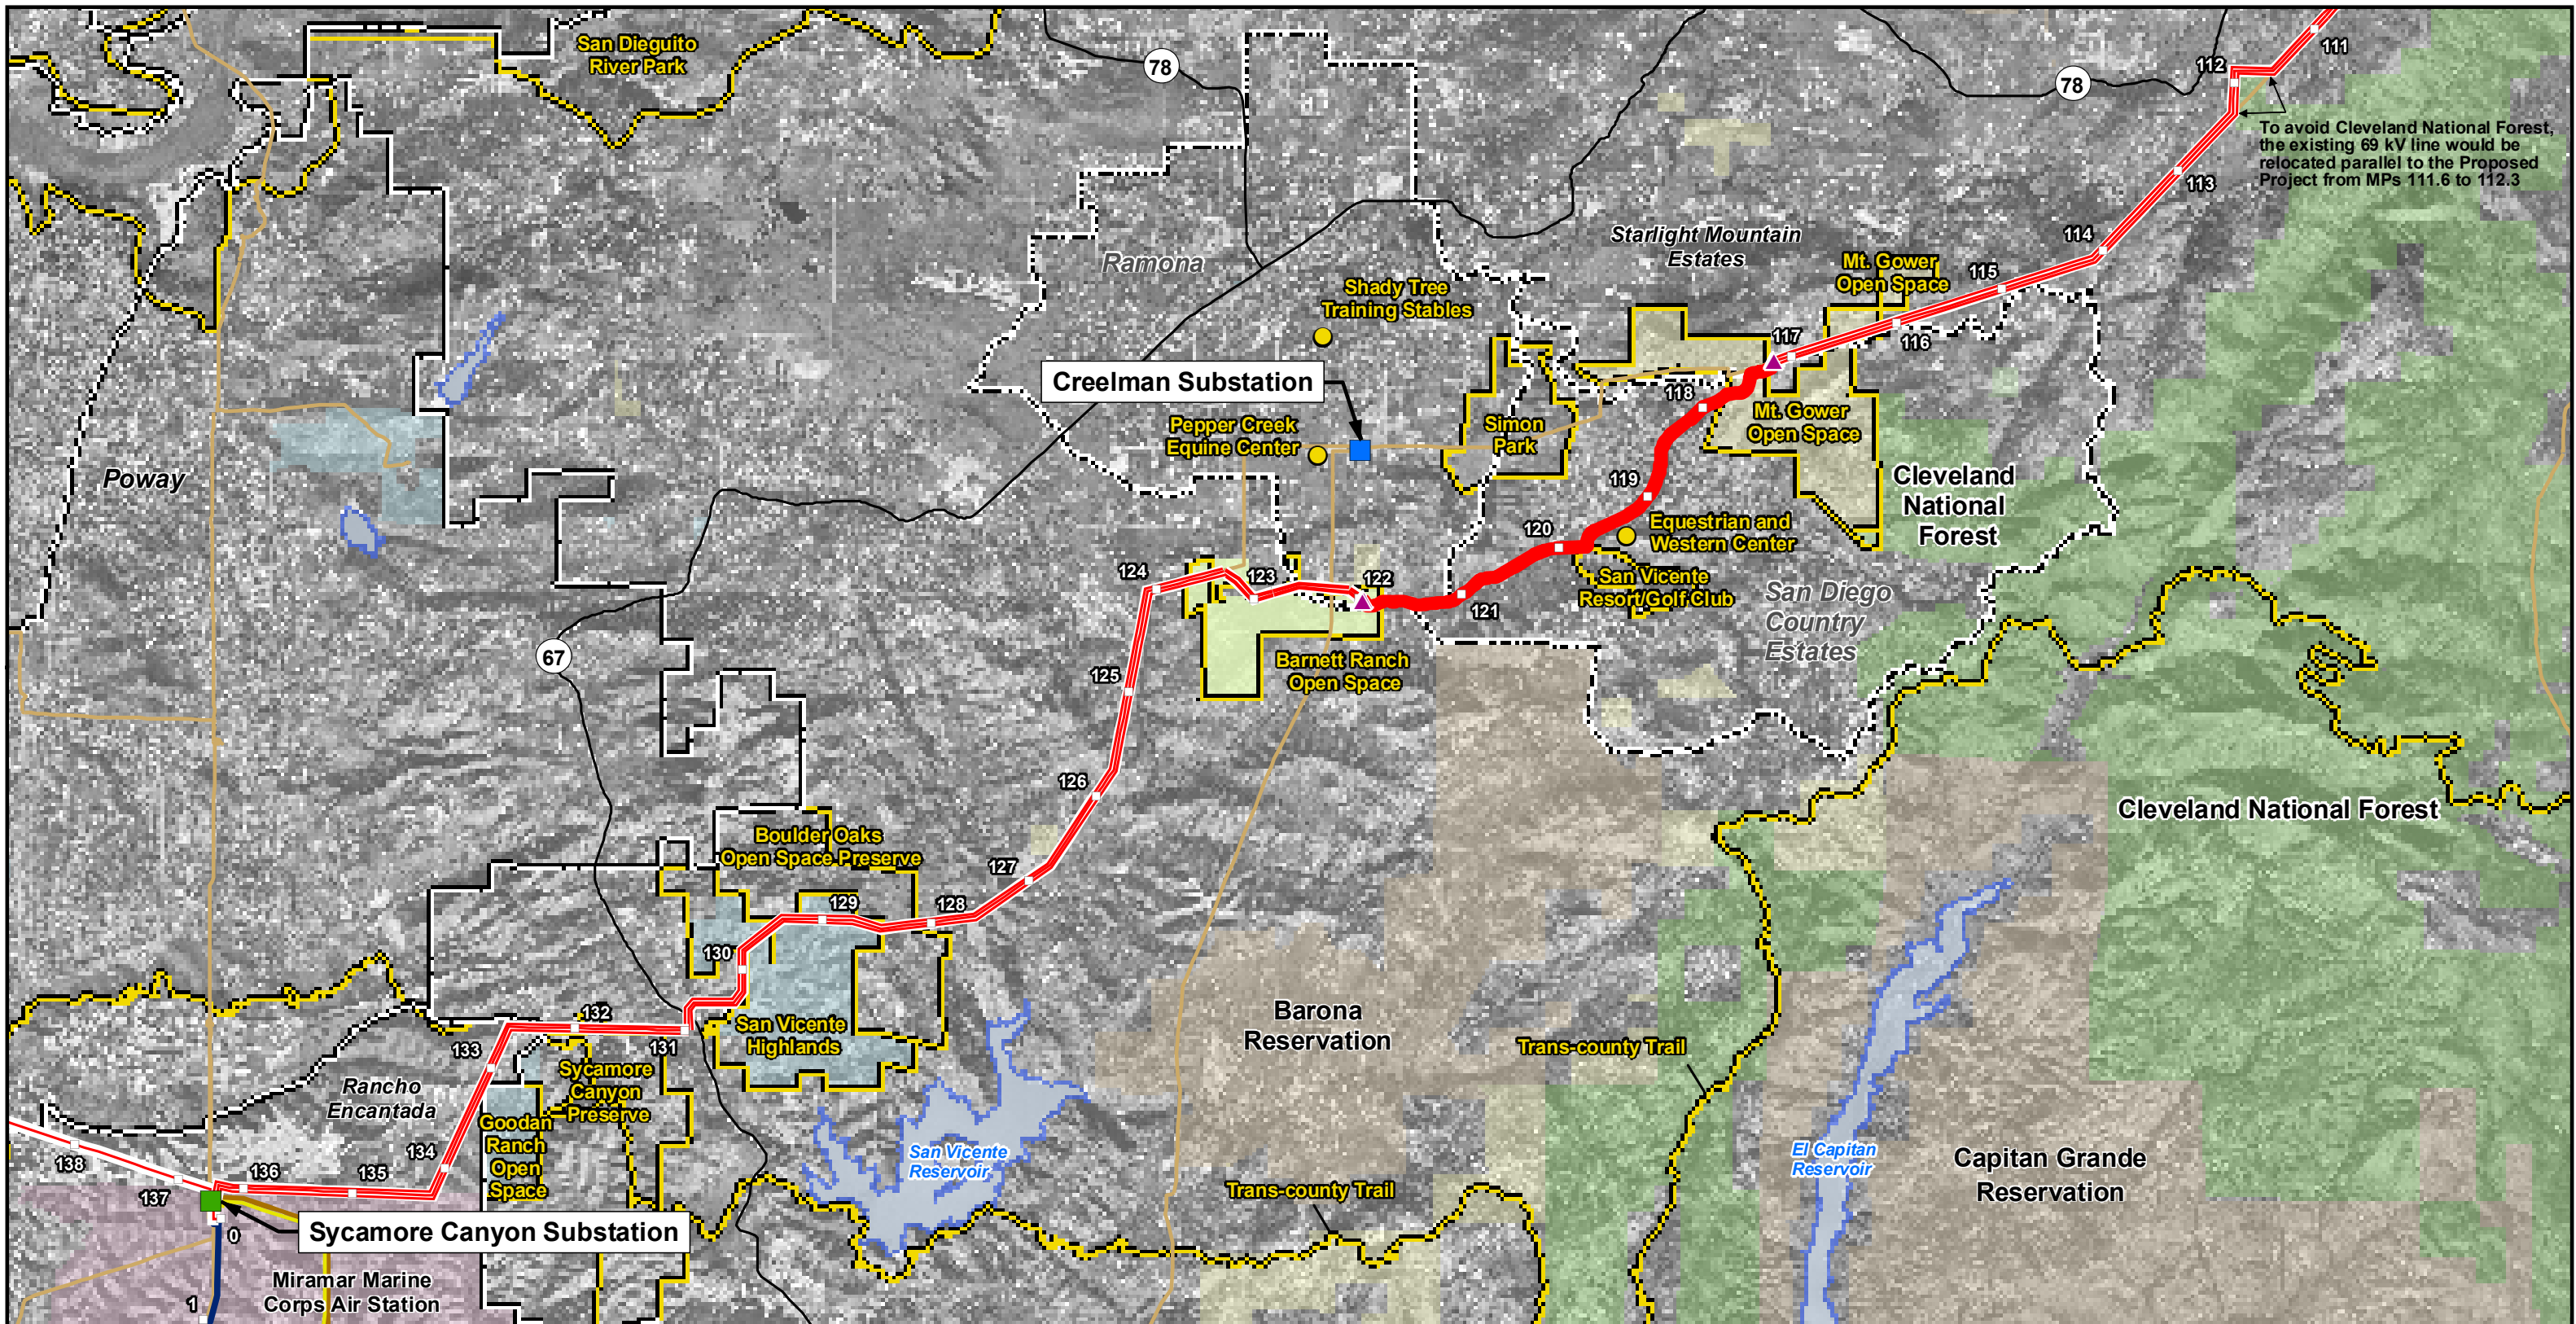 San Dieguito
River Park
78
78
111
112
To avoid Cleveland National Forest,
the existing 69 kV line would be
relocated parallel to the Proposed
Project from MPs 111.6 to 112.3
113
114
Starlight Mountain
Estates
Ramona
Mt. Gower
Open Space
115
116
117
Shady Tree
Training Stables
Creelman Substation
118
Mt. Gower
Open Space
Simon
Park
Pepper Creek
Equine Center
Poway
119
Cleveland
National
Forest
120
Equestrian and
Western Center
San Vicente
Resort/Golf Club
San Diego
Country
Estates
121
122
123
124
67
Barnett Ranch
Open Space
125
126
Cleveland National Forest
Boulder Oaks
Open Space Preserve
127
128
129
130
Barona
Reservation
San Vicente
Highlands
131
132
133
Trans-county Trail
Rancho
Encantada
Sycamore
Canyon
Preserve
Goodan
Ranch
Open
Space
134
135
136
137
138
San Vicente
Reservoir
El Capitan
Reservoir
Capitan Grande
Reservation
Trans-county Trail
Sycamore Canyon Substation
0
Miramar Marine
Corps Air Station
1